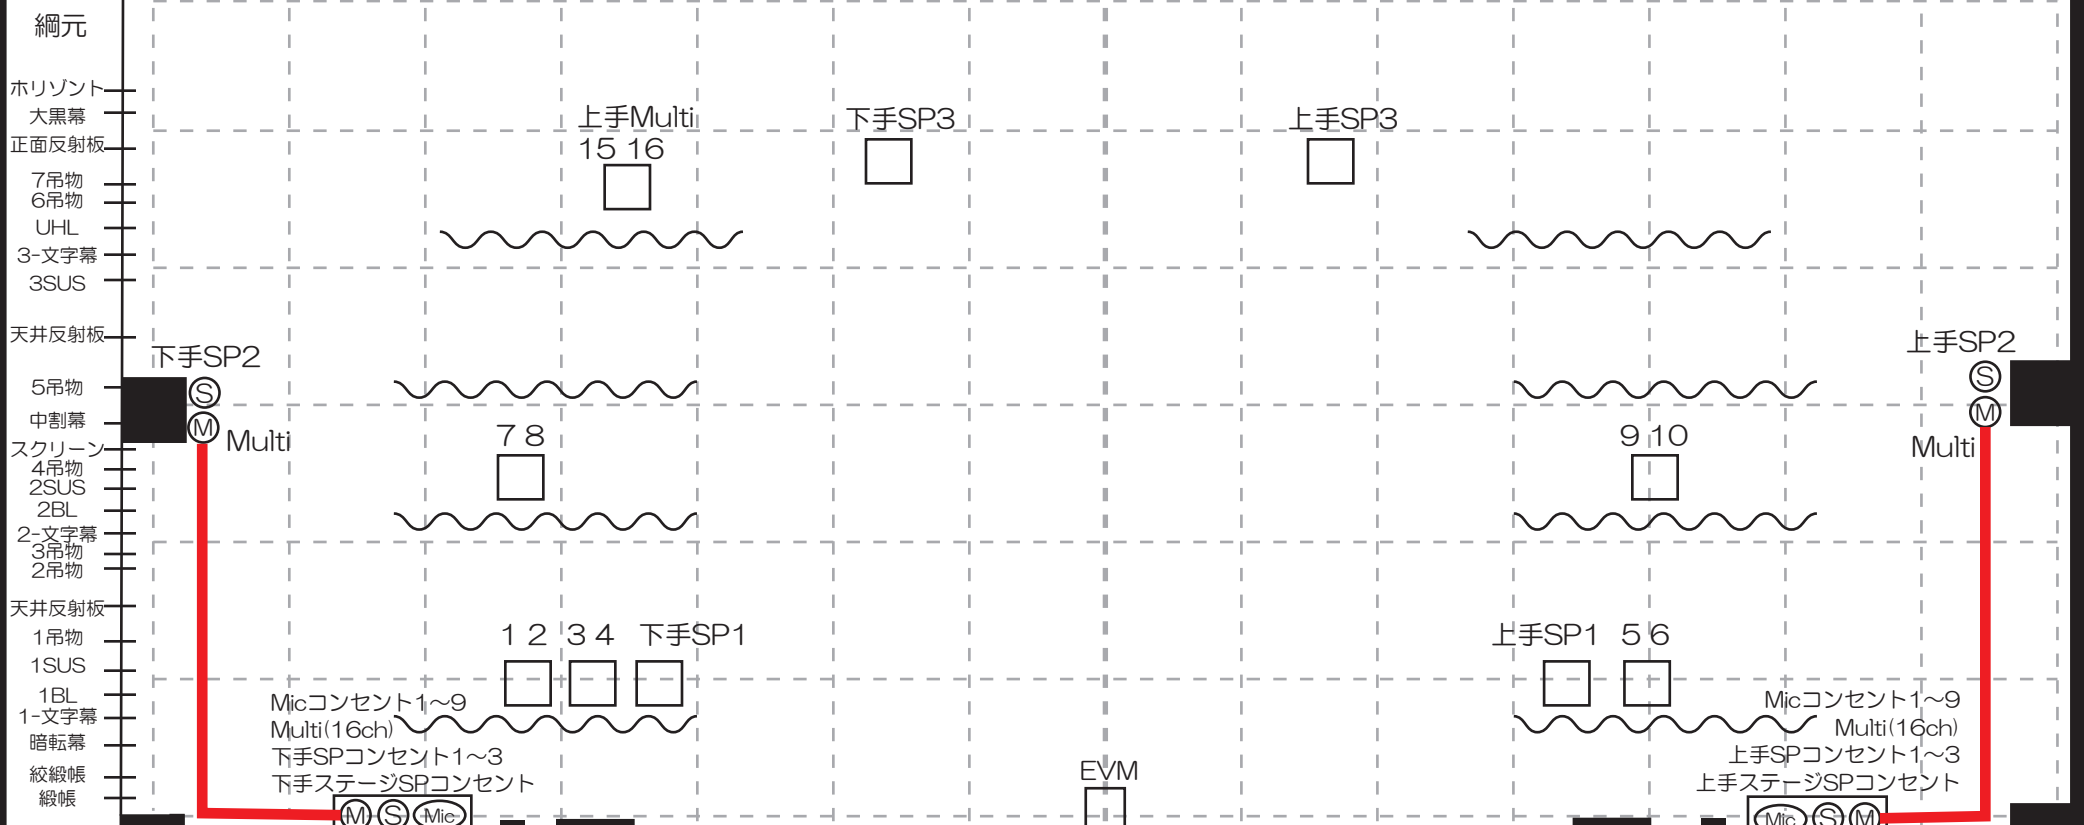 綱元
ホリゾント
大黒幕
正面反射板
7吊物
6吊物
UHL
3-文字幕
3SUS
天井反射板
5吊物
中割幕
スクリーン
4吊物
2SUS
2BL
2-文字幕
3吊物
2吊物
天井反射板
1吊物
1SUS
1BL
1-文字幕
暗転幕
絞緞帳
緞帳
上手Multi
15 16
下手SP3
上手SP3
下手SP2
S
M
Multi
上手SP2
S
M
Multi
7 8
9 10
1 2
3 4
下手SP1
上手SP1
5 6
Micコンセント1〜9
Multi(16ch)
下手SPコンセント1〜3
下手ステージSPコンセント
M S Mic
EVM
Micコンセント1〜9
Multi(16ch)
上手SPコンセント1〜3
上手ステージSPコンセント
Mic S M